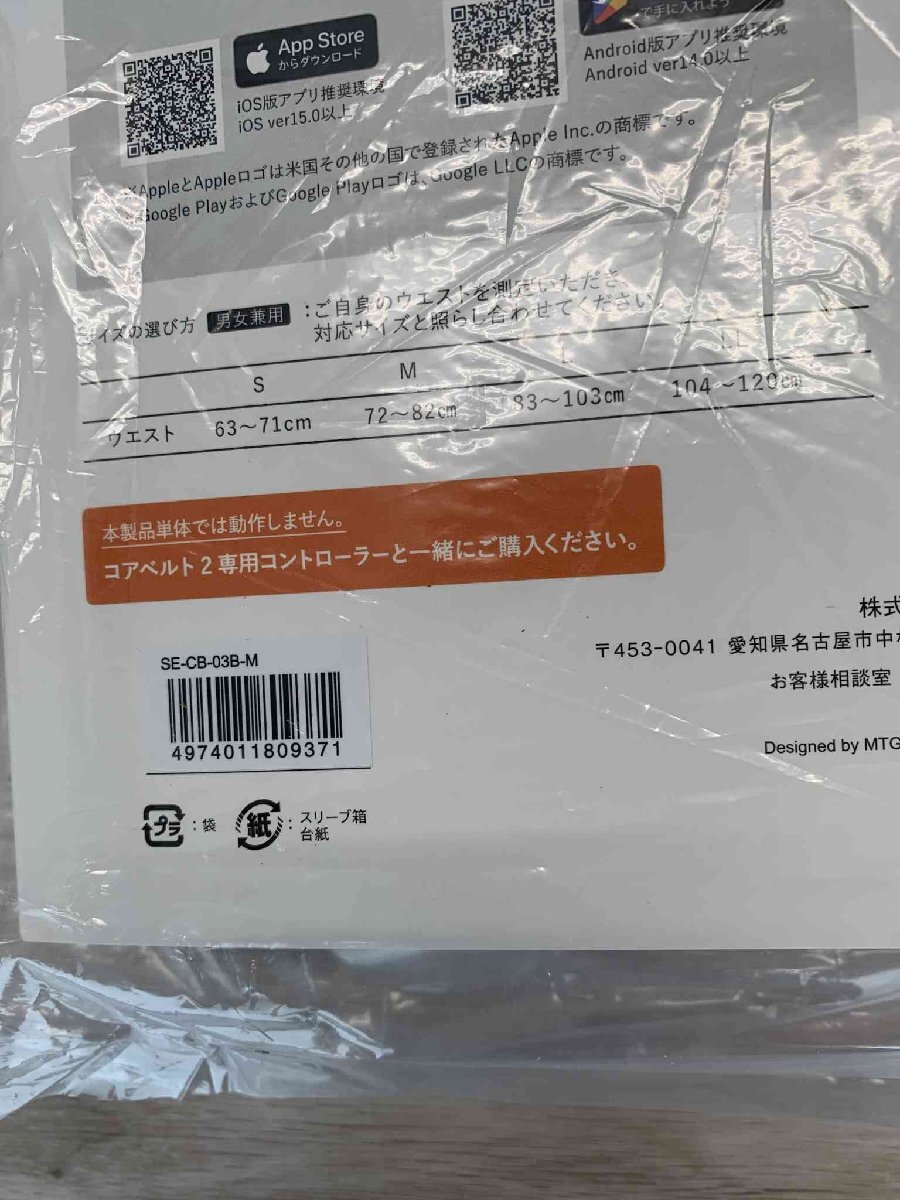 App Store
からダウンロード
で手に入れよう
iOS版アプリ推奨環境
iOS ver15.0以上
Android版アプリ推奨環境
Android ver14.0以上
※AppleとAppleロゴは米国その他の国で登録されたApple Inc.の商標です。
※Google PlayおよびGoogle Playロゴは、Google LLCの商標です。
サイズの選び方 男女兼用 :ご自身のウエストを測定いただき、
対応サイズと照らし合わせてください。
S M L LL
ウエスト 63〜71cm 72〜82cm 83〜103cm 104〜120cm
本製品単体では動作しません。
コアベルト2専用コントローラーと一緒にご購入ください。
株式
〒453-0041 愛知県名古屋市中
お客様相談室
Designed by MTG
SE-CB-03B-M
4974011809371
プラ :袋 紙 :スリーブ箱
台紙